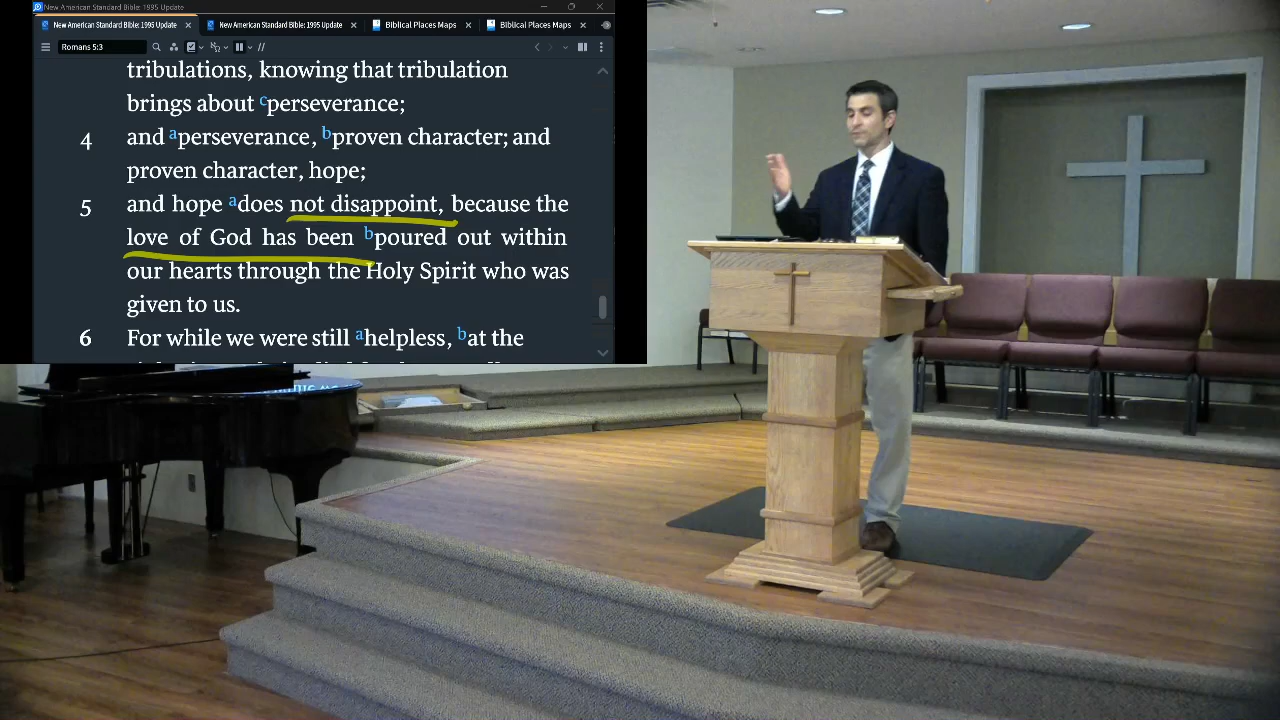 New American Standard Bible: 1995 Update
New American Standard Bible: 1995 Update × New American Standard Bible: 1995 Update × Biblical Places Maps × Biblical Places Maps ×
Romans 5:3
tribulations, knowing that tribulation
brings about cperseverance;
4 and aperseverance, bproven character; and
proven character, hope;
5 and hope adoes not disappoint, because the
love of God has been bpoured out within
our hearts through the Holy Spirit who was
given to us.
6 For while we were still ahelpless, bat the